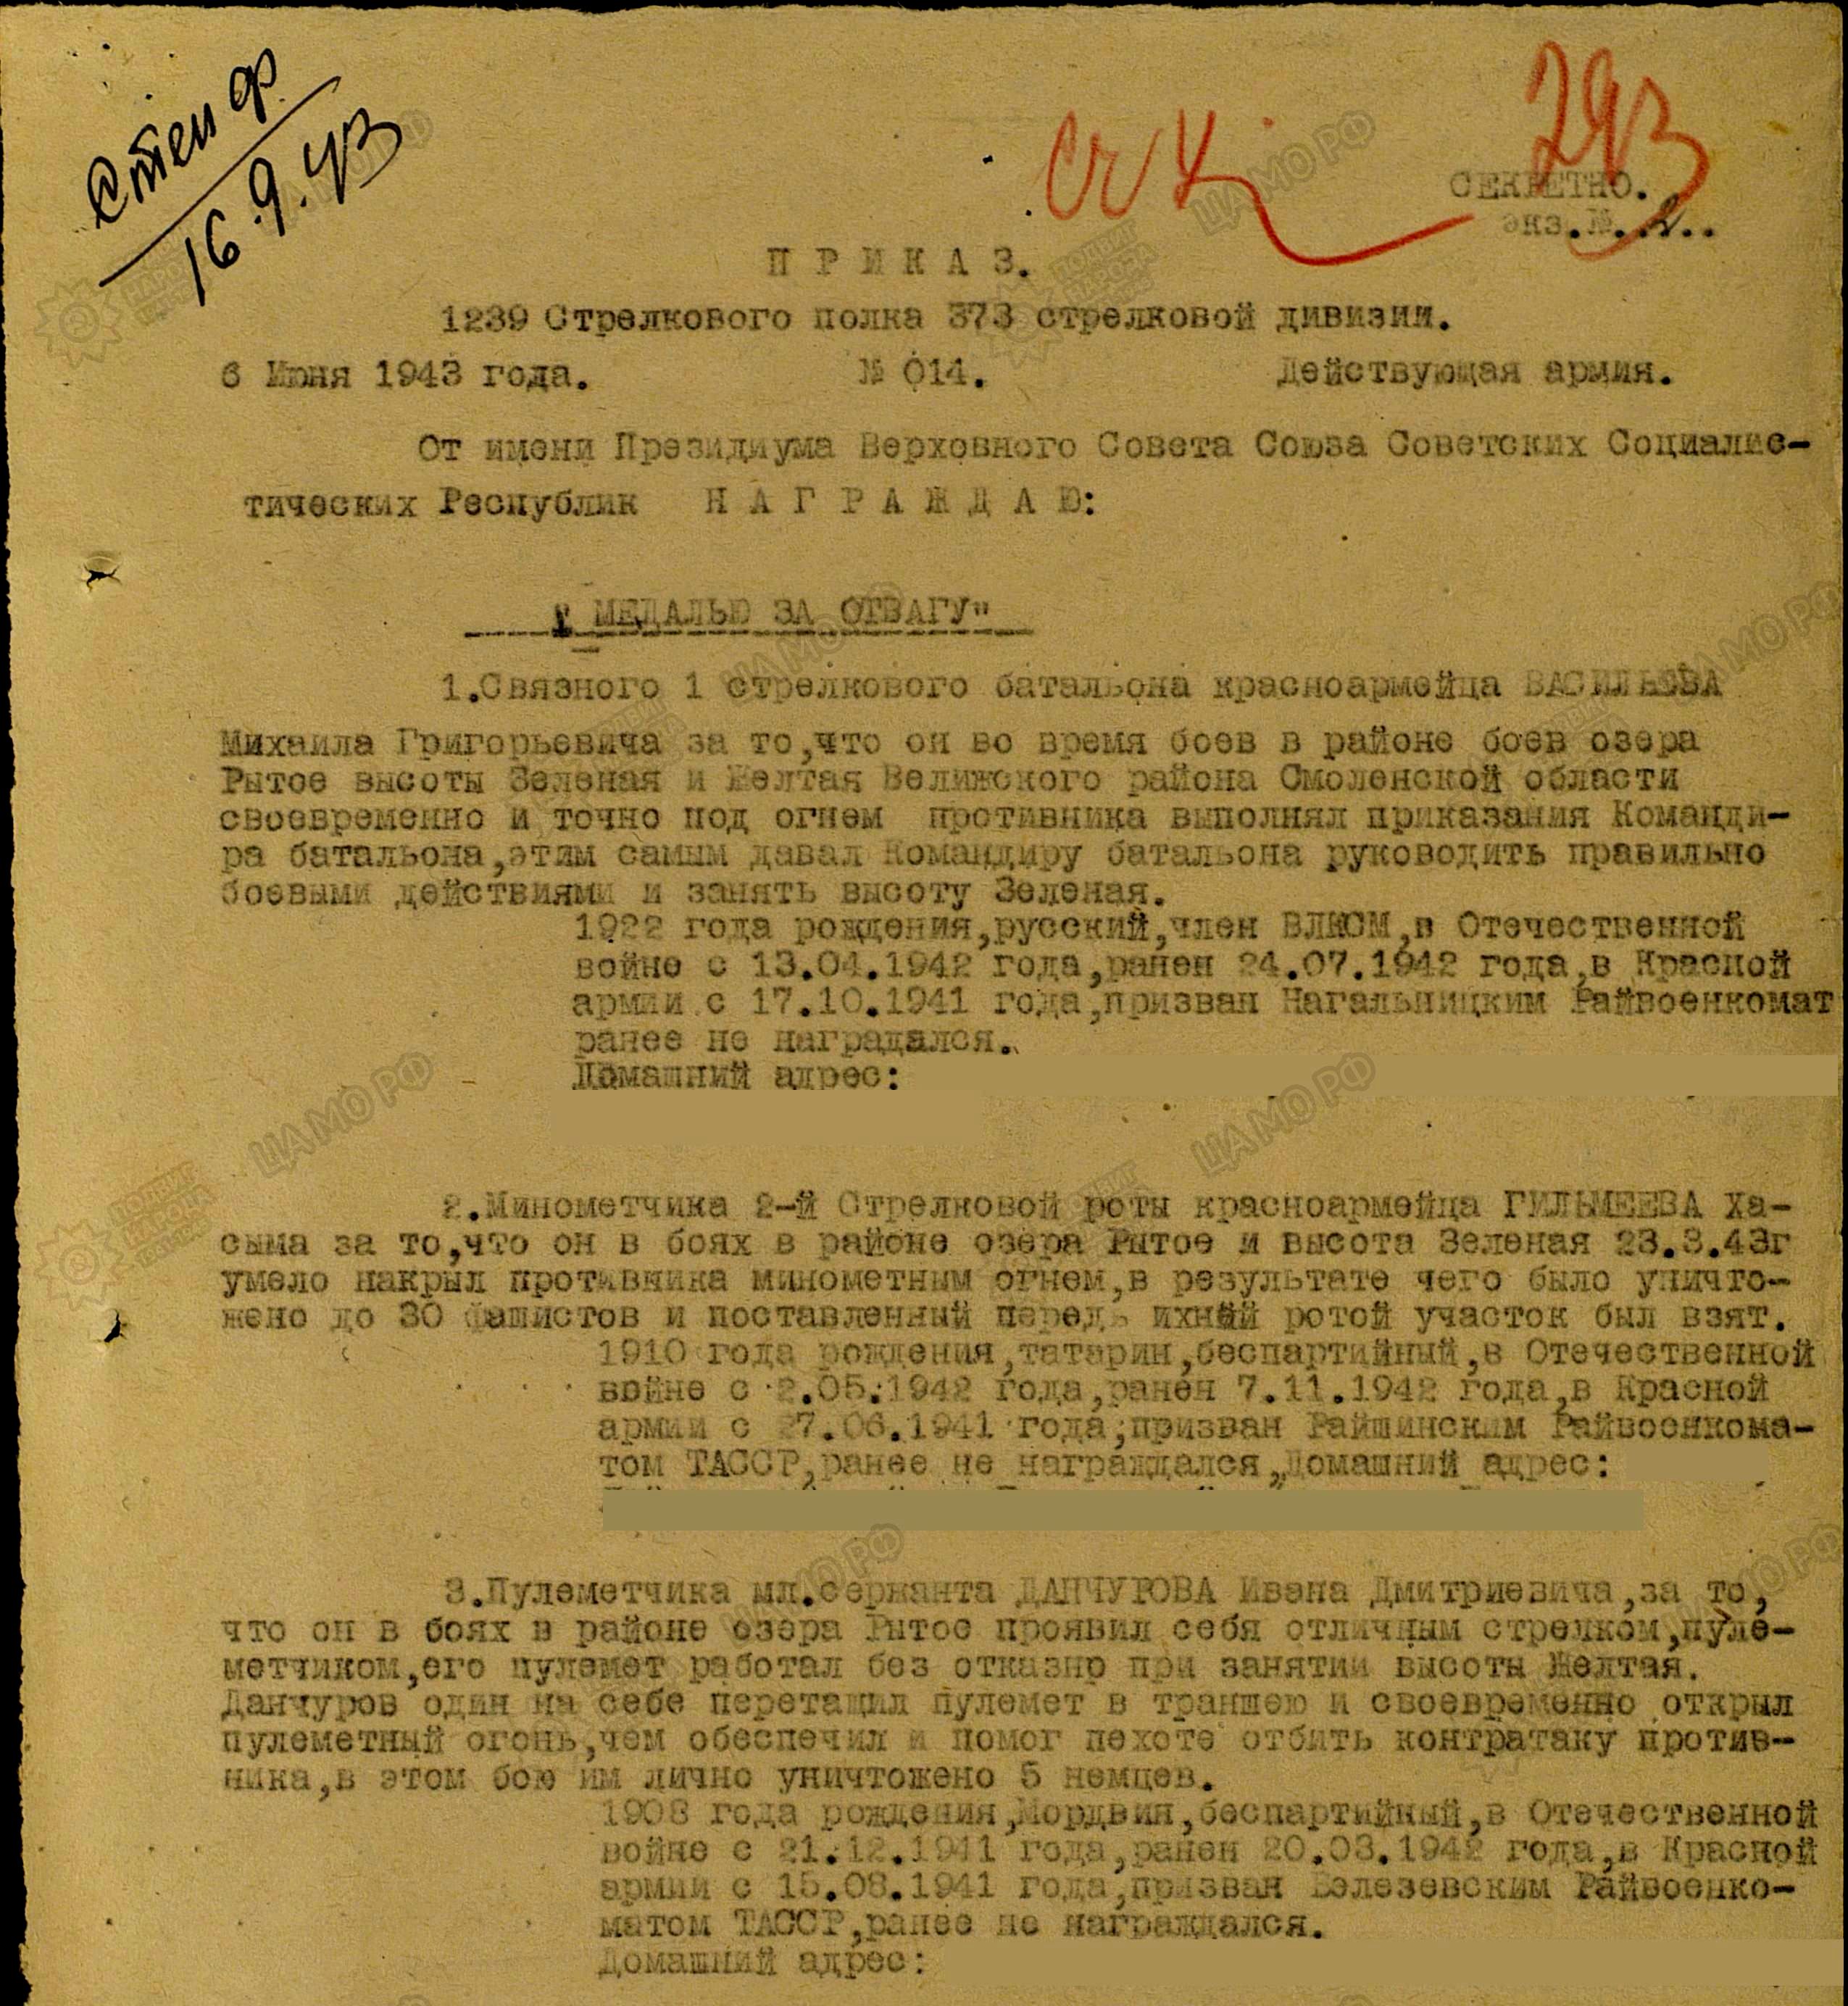 16.9.43
293
СЕКРЕТНО.
экз.№.2..
П Р И К А З.
1239 Стрелкового полка 373 стрелковой дивизии.
6 Июня 1943 года. № 014. Действующая армия.
От имени Президиума Верховного Совета Союза Советских Социалис-
тических Республик Н А Г Р А Ж Д А Ю:
" МЕДАЛЬЮ ЗА ОТВАГУ"
1.Связного 1 стрелкового батальона красноармейца ВАСИЛЬЕВА
Михаила Григорьевича за то,что он во время боев в районе боев озера
Рытое высоты Зеленая и Желтая Велижского района Смоленской области
своевременно и точно под огнем противника выполнял приказания Команди-
ра батальона,этим самым давал Командиру батальона руководить правильно
боевыми действиями и занять высоту Зеленая.
1922 года рождения,русский,член ВЛКСМ,в Отечественной
войне с 13.04.1942 года,ранен 24.07.1942 года,в Красной
армии с 17.10.1941 года,призван Нагальницким Райвоенкомат
ранее не наградался.
Домашний адрес:
2.Минометчика 2-й Стрелковой роты красноармейца ГИЛЬМЕЕВА Ха-
сыма за то,что он в боях в районе озера Рытое и высота Зеленая 23.3.43г
умело накрыл противника минометным огнем,в результате чего было уничто-
жено до 30 фашистов и поставленный передь ихней ротой участок был взят.
1910 года рождения,татарин,беспартийный,в Отечественной
войне с 2.05.1942 года,ранен 7.11.1942 года,в Красной
армии с 27.06.1941 года,призван Райшинским Райвоенкома-
том ТАССР,ранее не награждался,Домашний адрес:
3.Пулеметчика мл.сержанта ДАНЧУРОВА Ивана Дмитриевича,за то,
что он в боях в районе озера Рытое проявил себя отличным стрелком,пуле-
метчиком,его пулемет работал без отказно при занятии высоты Желтая.
Данчуров один на себе перетащил пулемет в траншею и своевременно открыл
пулеметный огонь,чем обеспечил и помог пехоте отбить контратаку против-
ника,в этом бою им лично уничтожено 5 немцев.
1908 года рождения,Мордвин,беспартийный,в Отечественной
войне с 21.12.1941 года,ранен 20.03.1942 года,в Красной
армии с 15.08.1941 года,призван Райвоенко-
матом ТАССР,ранее не награждался.
Домашний адрес: